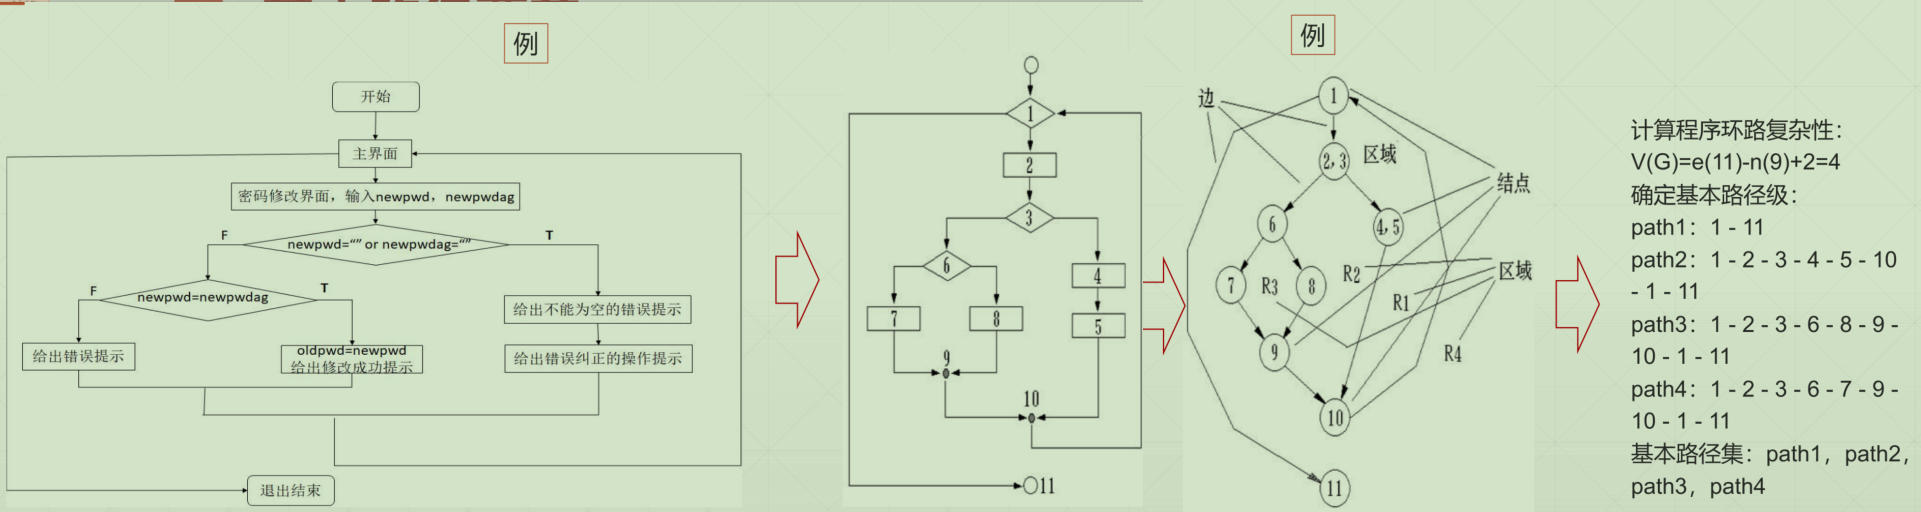 例
开始
主界面
密码修改界面，输入newpwd，newpwdag
F
newpwd=“” or newpwdag=“”
T
F
newpwd=newpwdag
T
给出不能为空的错误提示
给出错误提示
oldpwd=newpwd
给出修改成功提示
给出错误纠正的操作提示
退出结束
1
2
3
6
4
7
8
5
9
10
11
例
边
1
2,3
区域
结点
6
4,5
7
R3
8
R2
区域
R1
9
R4
10
11
计算程序环路复杂性：
V(G)=e(11)-n(9)+2=4
确定基本路径级：
path1：1 - 11
path2：1 - 2 - 3 - 4 - 5 - 10
- 1 - 11
path3：1 - 2 - 3 - 6 - 8 - 9 -
10 - 1 - 11
path4：1 - 2 - 3 - 6 - 7 - 9 -
10 - 1 - 11
基本路径集：path1，path2，
path3，path4